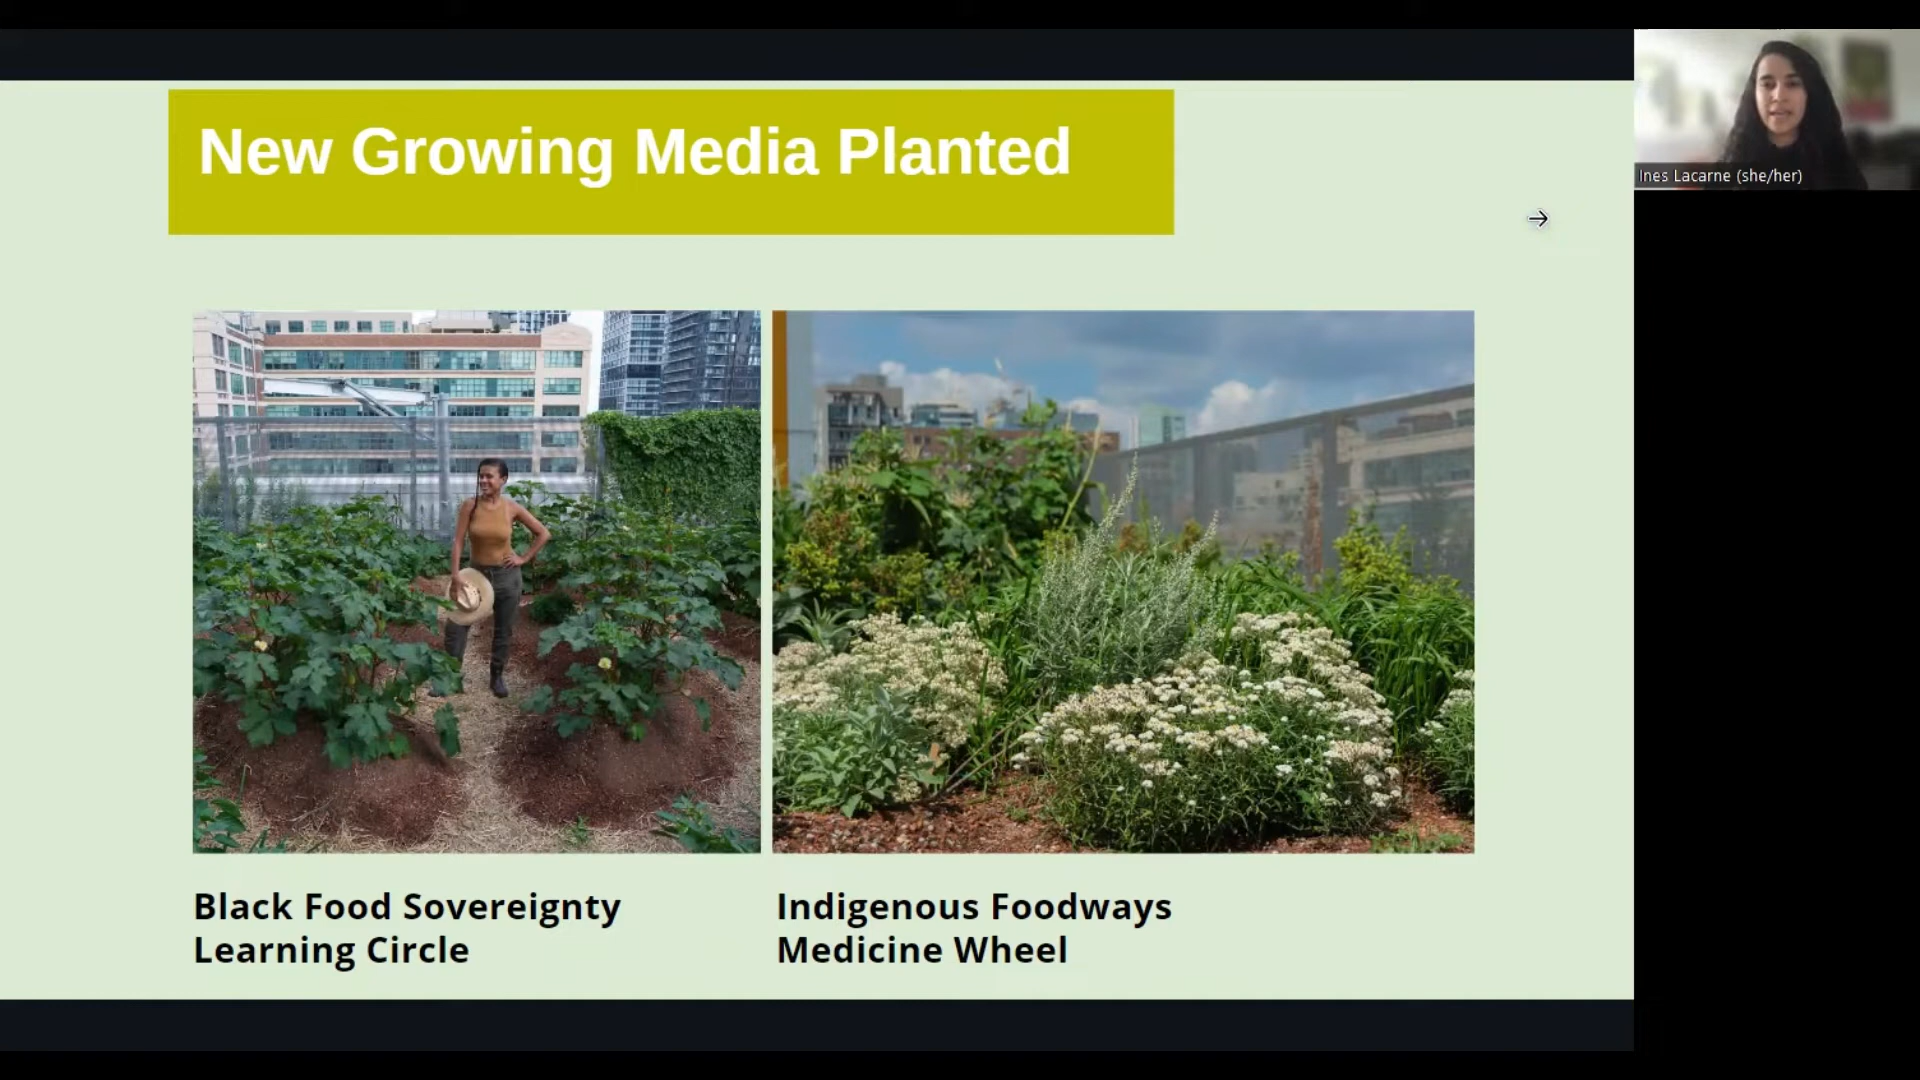 New Growing Media Planted
Ines Lacarne (she/her)
Black Food Sovereignty
Learning Circle
Indigenous Foodways
Medicine Wheel